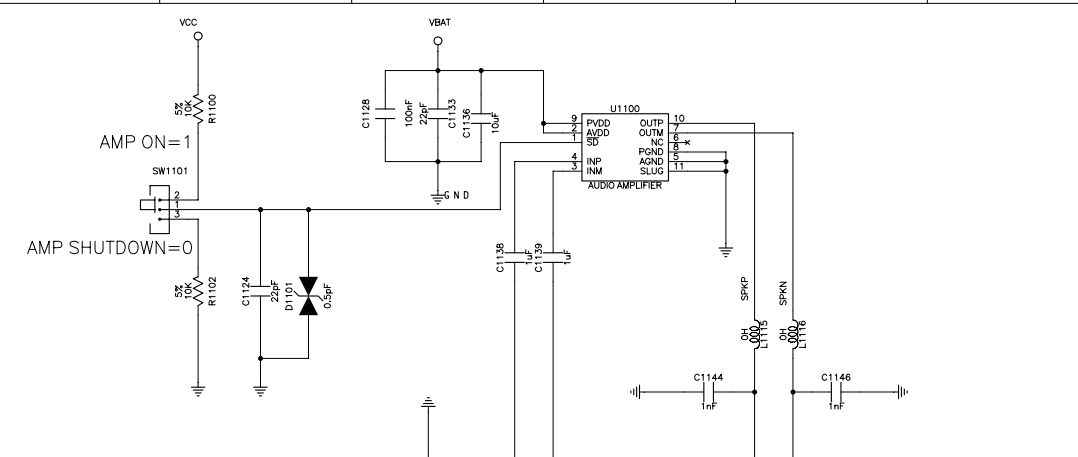 VCC
VBAT
5%
10K
R1100
AMP ON=1
SW1101
2
1
3
AMP SHUTDOWN=0
5%
10K
R1102
C1124
22pF
D1101
0.5pF
C1128
100nF
22pF
C1133
C1136
10uF
GND
U1100
9 PVDD OUTP 10
2 AVDD OUTM 7
1 SD NC 6
PGND 8
4 INP AGND 5
3 INM SLUG 11
AUDIO AMPLIFIER
C1138
1uF
C1139
1uF
SPKP
SPKN
0H
L1115
0H
L1116
C1144
1nF
C1146
1nF